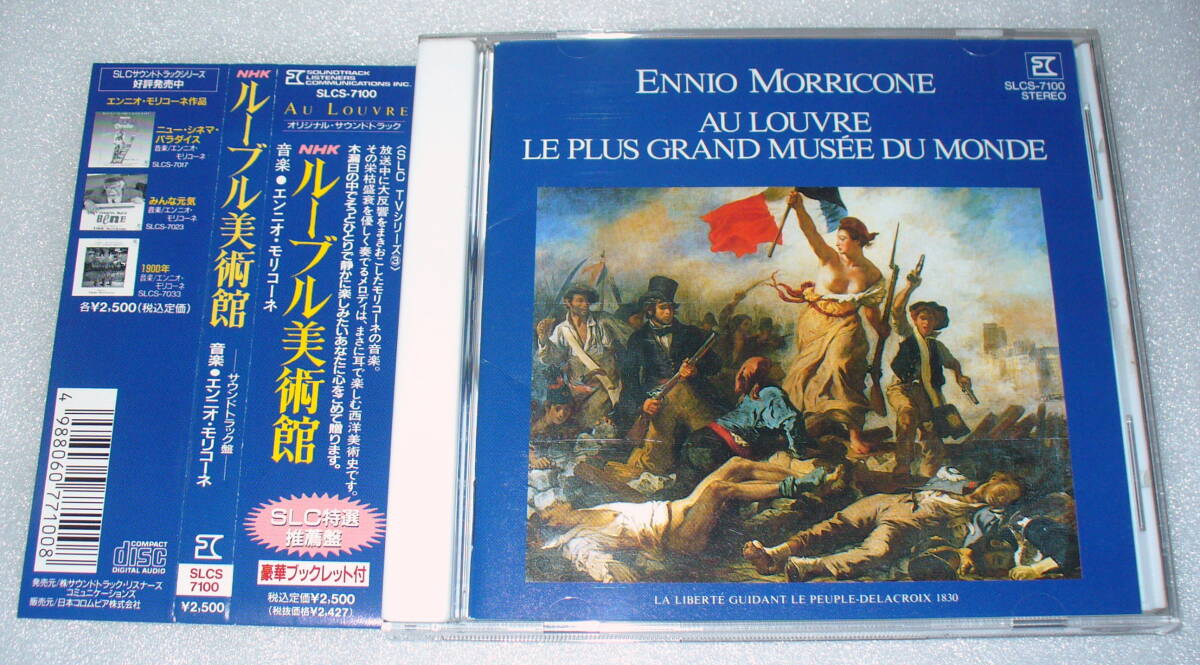 SLCサウンドトラックシリーズ
好評発売中
エンニオ・モリコーネ作品
ニュー・シネマ・
パラダイス
音楽/エンニオ・
モリコーネ
SLCS-7017
みんな元気
音楽/エンニオ・
モリコーネ
SLCS-7023
1900年
音楽/エンニオ・
モリコーネ
SLCS-7033
各¥2,500(税込定価)
4 988060 771008
COMPACT
disc
DIGITAL AUDIO
発売元/(株)サウンドトラック・リスナーズ
コミュニケーションズ
販売元/日本コロムビア株式会社
NHK ルーブル美術館
—サウンドトラック盤—
音楽●エンニオ・モリコーネ
SLCS
7100
¥2,500
SOUNDTRACK
LISTENERS
COMMUNICATIONS INC.
SLCS-7100
AU LOUVRE
オリジナル・サウンドトラック
〈SLC TVシリーズ③〉
放送中に大反響をまきおこしたモリコーネの音楽。
その栄枯盛衰を優しく奏でるメロディは、まさに耳で楽しむ西洋美術史です。
木漏日の中でそっとひとりで静かに楽しみたいあなたに心をこめて贈ります。
NHK ルーブル美術館
音楽●エンニオ・モリコーネ
SLC特選
推薦盤
豪華ブックレット付
税込定価¥2,500
(税抜価格¥2,427)
ENNIO MORRICONE
SLCS-7100
STEREO
AU LOUVRE
LE PLUS GRAND MUSÉE DU MONDE
LA LIBERTÉ GUIDANT LE PEUPLE-DELACROIX 1830